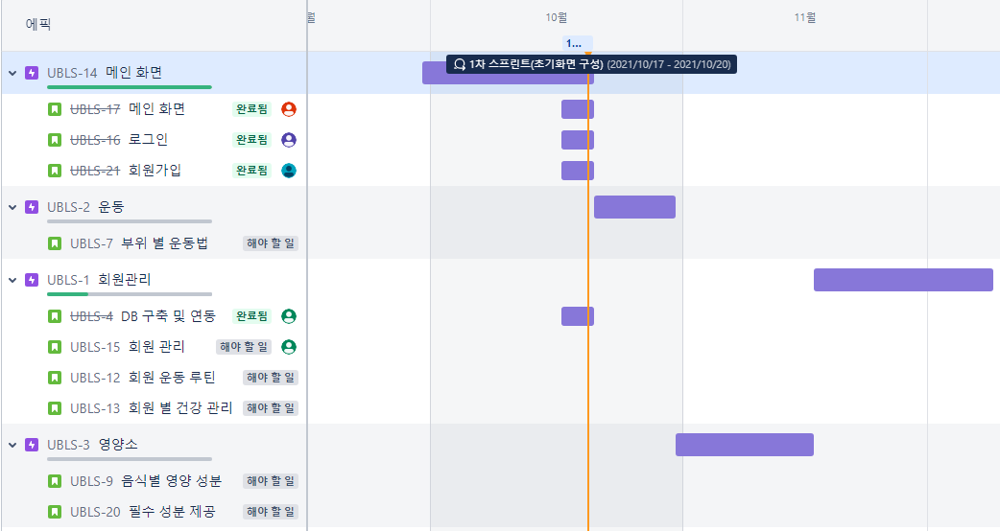 에픽
월
10월
11월
1...
1차 스프린트(초기화면 구성) (2021/10/17 - 2021/10/20)
UBLS-14 메인 화면
UBLS-17 메인 화면 완료됨
UBLS-16 로그인 완료됨
UBLS-21 회원가입 완료됨
UBLS-2 운동
UBLS-7 부위 별 운동법 해야 할 일
UBLS-1 회원관리
UBLS-4 DB 구축 및 연동 완료됨
UBLS-15 회원 관리 해야 할 일
UBLS-12 회원 운동 루틴 해야 할 일
UBLS-13 회원 별 건강 관리 해야 할 일
UBLS-3 영양소
UBLS-9 음식별 영양 성분 해야 할 일
UBLS-20 필수 성분 제공 해야 할 일